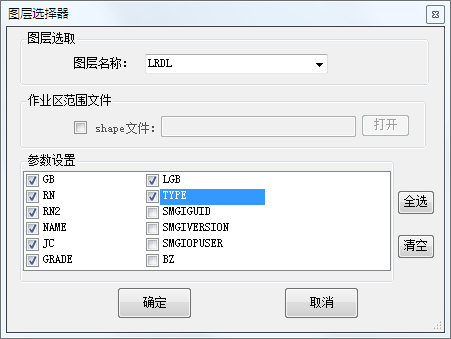 图层选择器
图层选取
图层名称: LRDL
作业区范围文件
shape文件: 打开
参数设置
GB LGB
RN TYPE
RN2 SMGIGUID
NAME SMGIVERSION
JC SMGIOPUSER
GRADE BZ
全选
清空
确定 取消